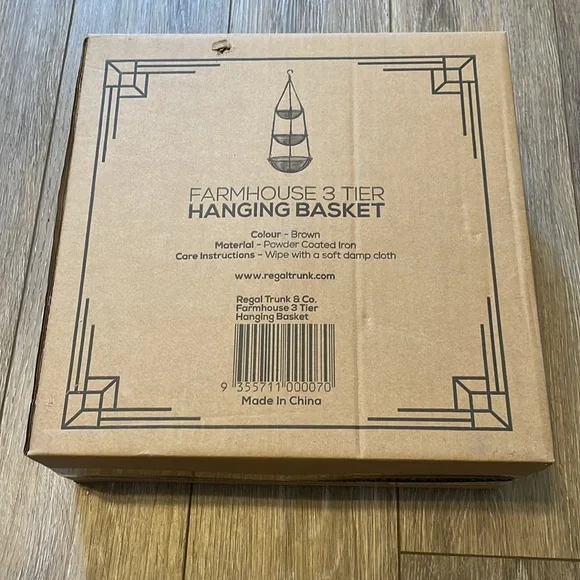 FARMHOUSE 3 TIER
HANGING BASKET
Colour - Brown
Material - Powder Coated Iron
Care Instructions - Wipe with a soft damp cloth
www.regaltrunk.com
Regal Trunk & Co.
Farmhouse 3 Tier
Hanging Basket
9 355711 000070
Made In China